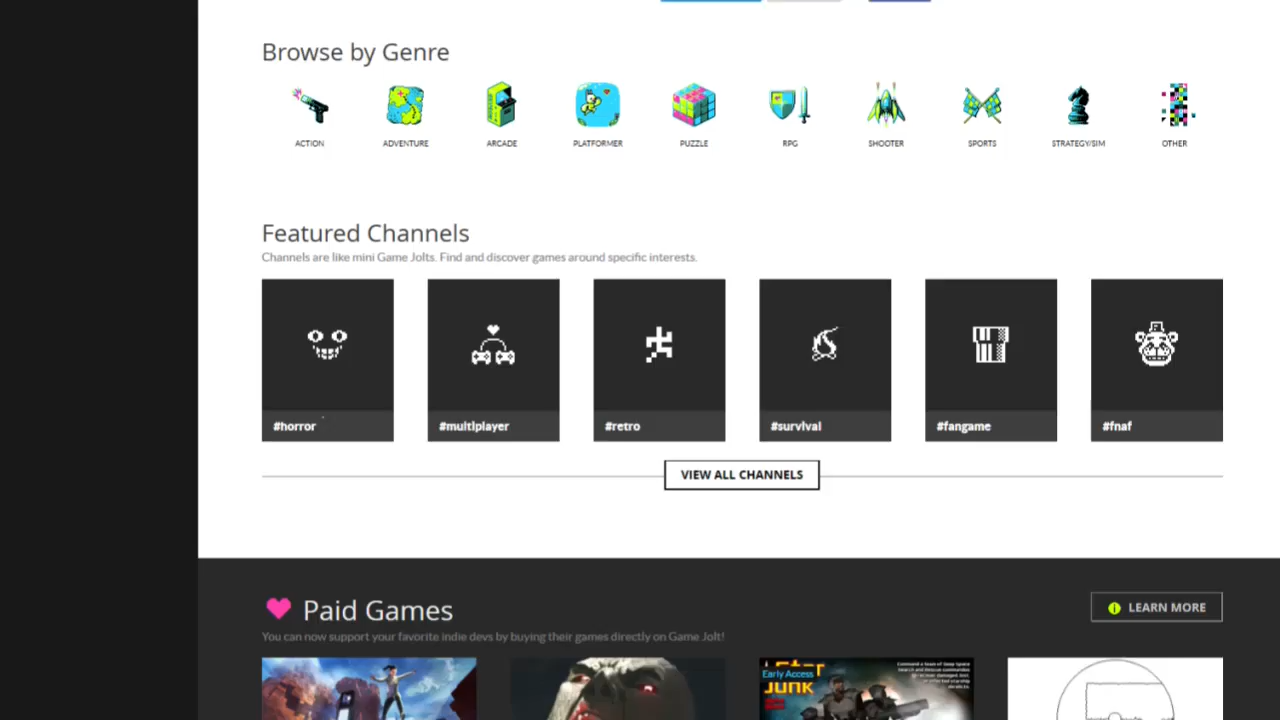 Browse by Genre
ACTION
ADVENTURE
ARCADE
PLATFORMER
PUZZLE
RPG
SHOOTER
SPORTS
STRATEGY/SIM
OTHER
Featured Channels
Channels are like mini Game Jolts. Find and discover games around specific interests.
#horror
#multiplayer
#retro
#survival
#fangame
#fnaf
VIEW ALL CHANNELS
Paid Games
LEARN MORE
You can now support your favorite indie devs by buying their games directly on Game Jolt!
Early Access
JUNK